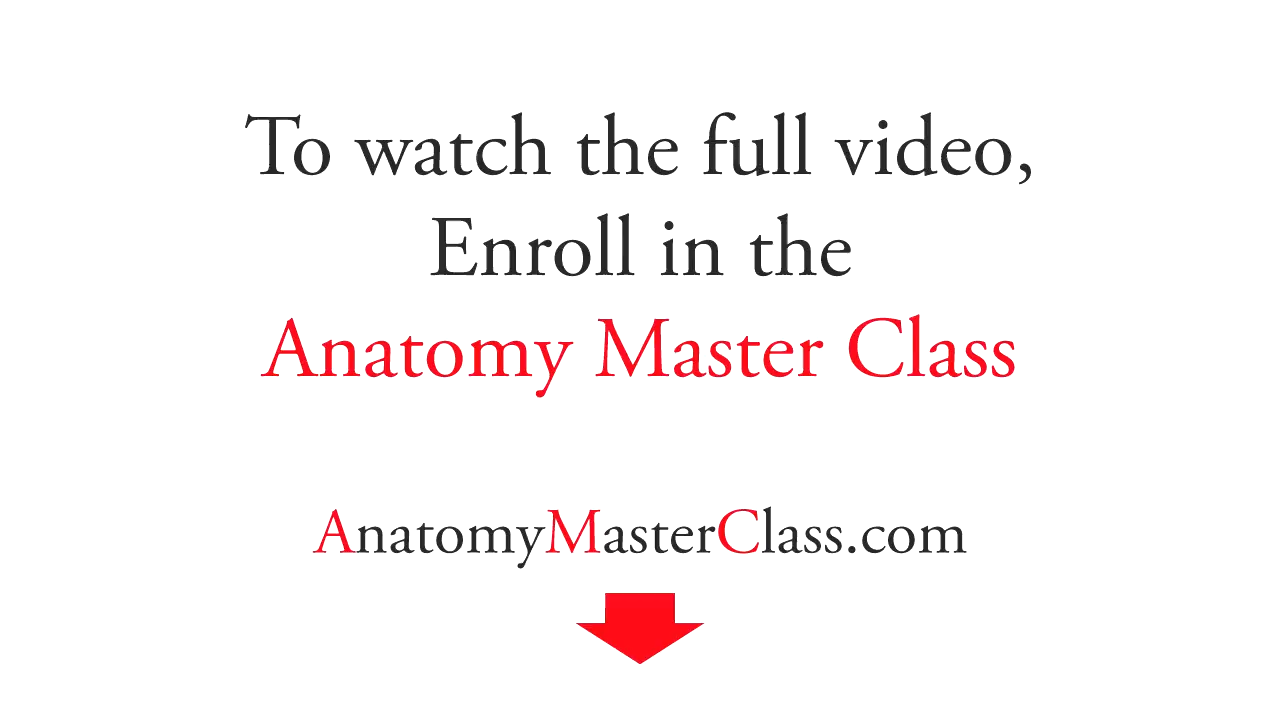 To watch the full video,
Enroll in the
Anatomy Master Class
AnatomyMasterClass.com